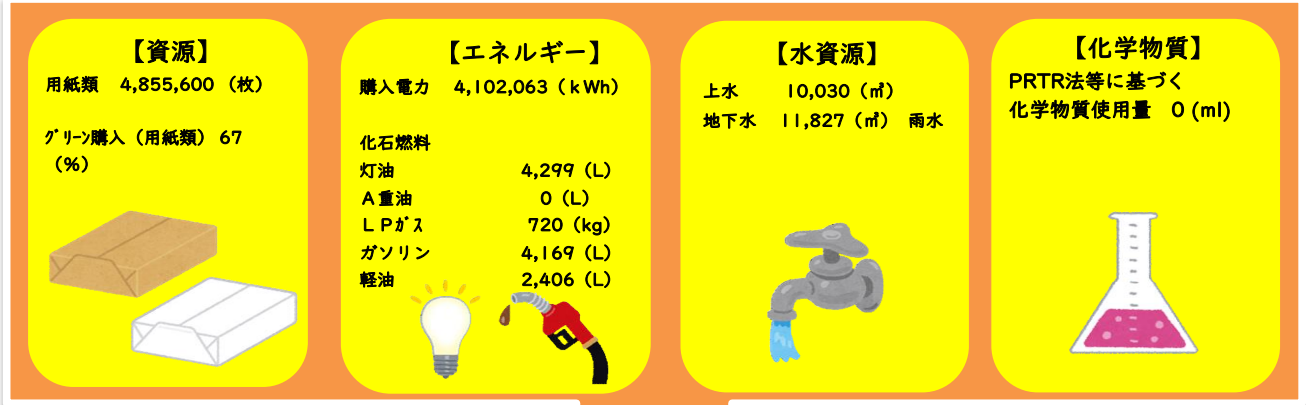 【資源】
用紙類　4,855,600（枚）
ｸﾞﾘｰﾝ購入（用紙類） 67
（%）
【エネルギー】
購入電力　4,102,063（ｋWh）
化石燃料
灯油　4,299（L）
Ａ重油　0（L）
ＬＰｶﾞｽ　720（kg）
ガソリン　4,169（L）
軽油　2,406（L）
【水資源】
上水　10,030（㎥）
地下水　11,827（㎥）　雨水
【化学物質】
PRTR法等に基づく
化学物質使用量　0 (ml)